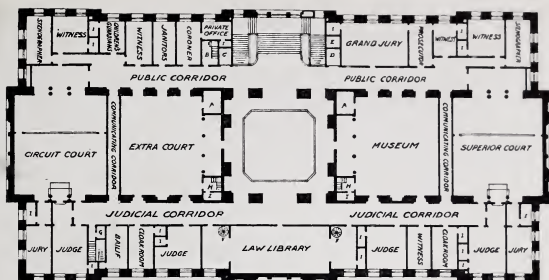 STENOGRAPHER
WITNESS
CHILDREN'S GUARDIANS
WITNESS
JANITORS
CORONER
PRIVATE OFFICE
B
C
I
E
D
GRAND JURY
PROSECUTOR
WITNESS
I
I
WITNESS
STENOGRAPHER
PUBLIC CORRIDOR
PUBLIC CORRIDOR
A
A
CIRCUIT COURT
COMMUNICATING CORRIDOR
EXTRA COURT
MUSEUM
COMMUNICATING CORRIDOR
SUPERIOR COURT
H
I
H
I
JUDICIAL CORRIDOR
JUDICIAL CORRIDOR
I
I
I
I
JURY
JUDGE
G
BAILIFF
CLOAK ROOM
I
I
JUDGE
F
LAW LIBRARY
F
I
JUDGE
WITNESS
CLOAK ROOM
I
I
JUDGE
JURY